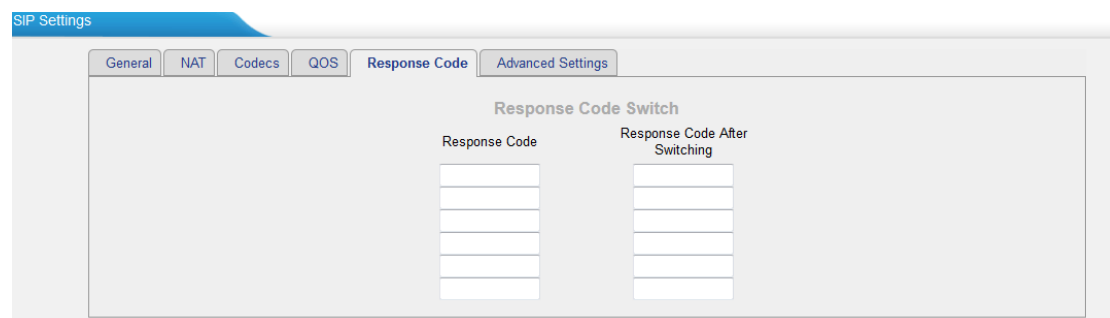 SIP Settings
General NAT Codecs QOS Response Code Advanced Settings
Response Code Switch
Response Code Response Code After
Switching